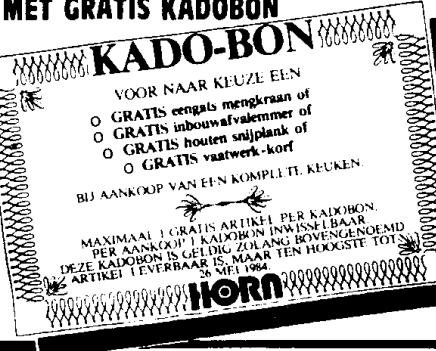 MET GRATIS KADOBON
KADO-BON
VOOR NAAR KEUZE EEN
O GRATIS eengats mengkraan of
O GRATIS inbouwafvalemmer of
O GRATIS houten snijplank of
O GRATIS vaatwerk-korf
BIJ AANKOOP VAN EEN KOMPLETE KEUKEN.
MAXIMAAL 1 GRATIS ARTIKEL PER KADOBON.
PER AANKOOP 1 KADOBON INWISSELBAAR.
DEZE KADOBON IS GELDIG ZOLANG BOVENGENOEMD
ARTIKEL LEVERBAAR IS, MAAR TEN HOOGSTE TOT
26 MEI 1984.
HORN